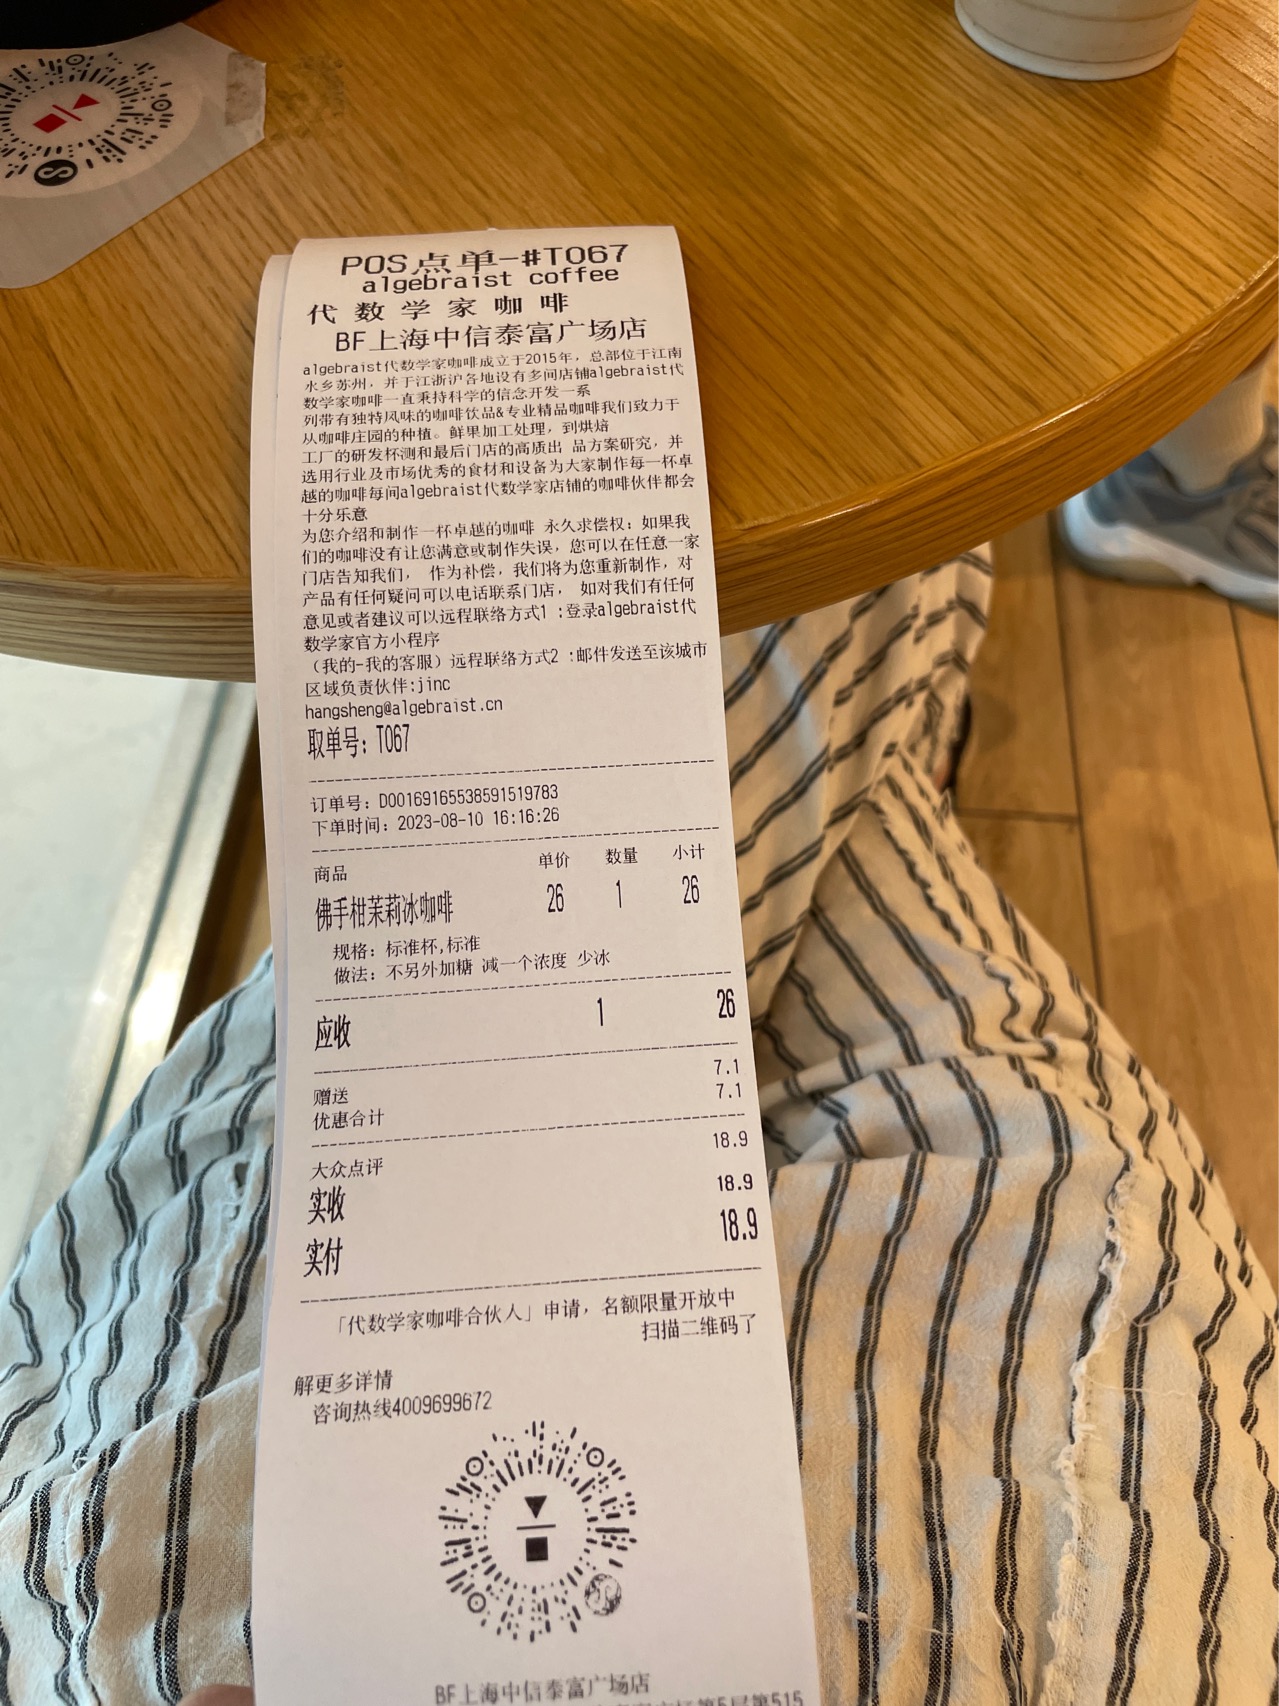 POS点单-#T067
algebraist coffee
代数学家咖啡
BF上海中信泰富广场店
algebraist代数学家咖啡成立于2015年，总部位于江南
水乡苏州，并于江浙沪各地设有多间店铺algebraist代
数学家咖啡一直秉持科学的信念开发一系
列带有独特风味的咖啡饮品&专业精品咖啡我们致力于
从咖啡庄园的种植。鲜果加工处理，到烘焙
工厂的研发杯测和最后门店的高质出 品方案研究，并
选用行业及市场优秀的食材和设备为大家制作每一杯卓
越的咖啡每间algebraist代数学家店铺的咖啡伙伴都会
十分乐意
为您介绍和制作一杯卓越的咖啡 永久求偿权：如果我
们的咖啡没有让您满意或制作失误，您可以在任意一家
门店告知我们， 作为补偿，我们将为您重新制作，对
产品有任何疑问可以电话联系门店， 如对我们有任何
意见或者建议可以远程联络方式1 :登录algebraist代
数学家官方小程序
（我的-我的客服）远程联络方式2 :邮件发送至该城市
区域负责伙伴:jinc
hangsheng@algebraist.cn
取单号：T067
订单号：D00169165538591519783
下单时间：2023-08-10 16:16:26
商品 单价 数量 小计
佛手柑茉莉冰咖啡 26 1 26
规格：标准杯,标准
做法：不另外加糖 减一个浓度 少冰
应收 1 26
赠送 7.1
优惠合计 7.1
大众点评 18.9
实收 18.9
实付 18.9
「代数学家咖啡合伙人」申请，名额限量开放中
扫描二维码了
解更多详情
咨询热线4009699672
BF上海中信泰富广场店
第5层第515